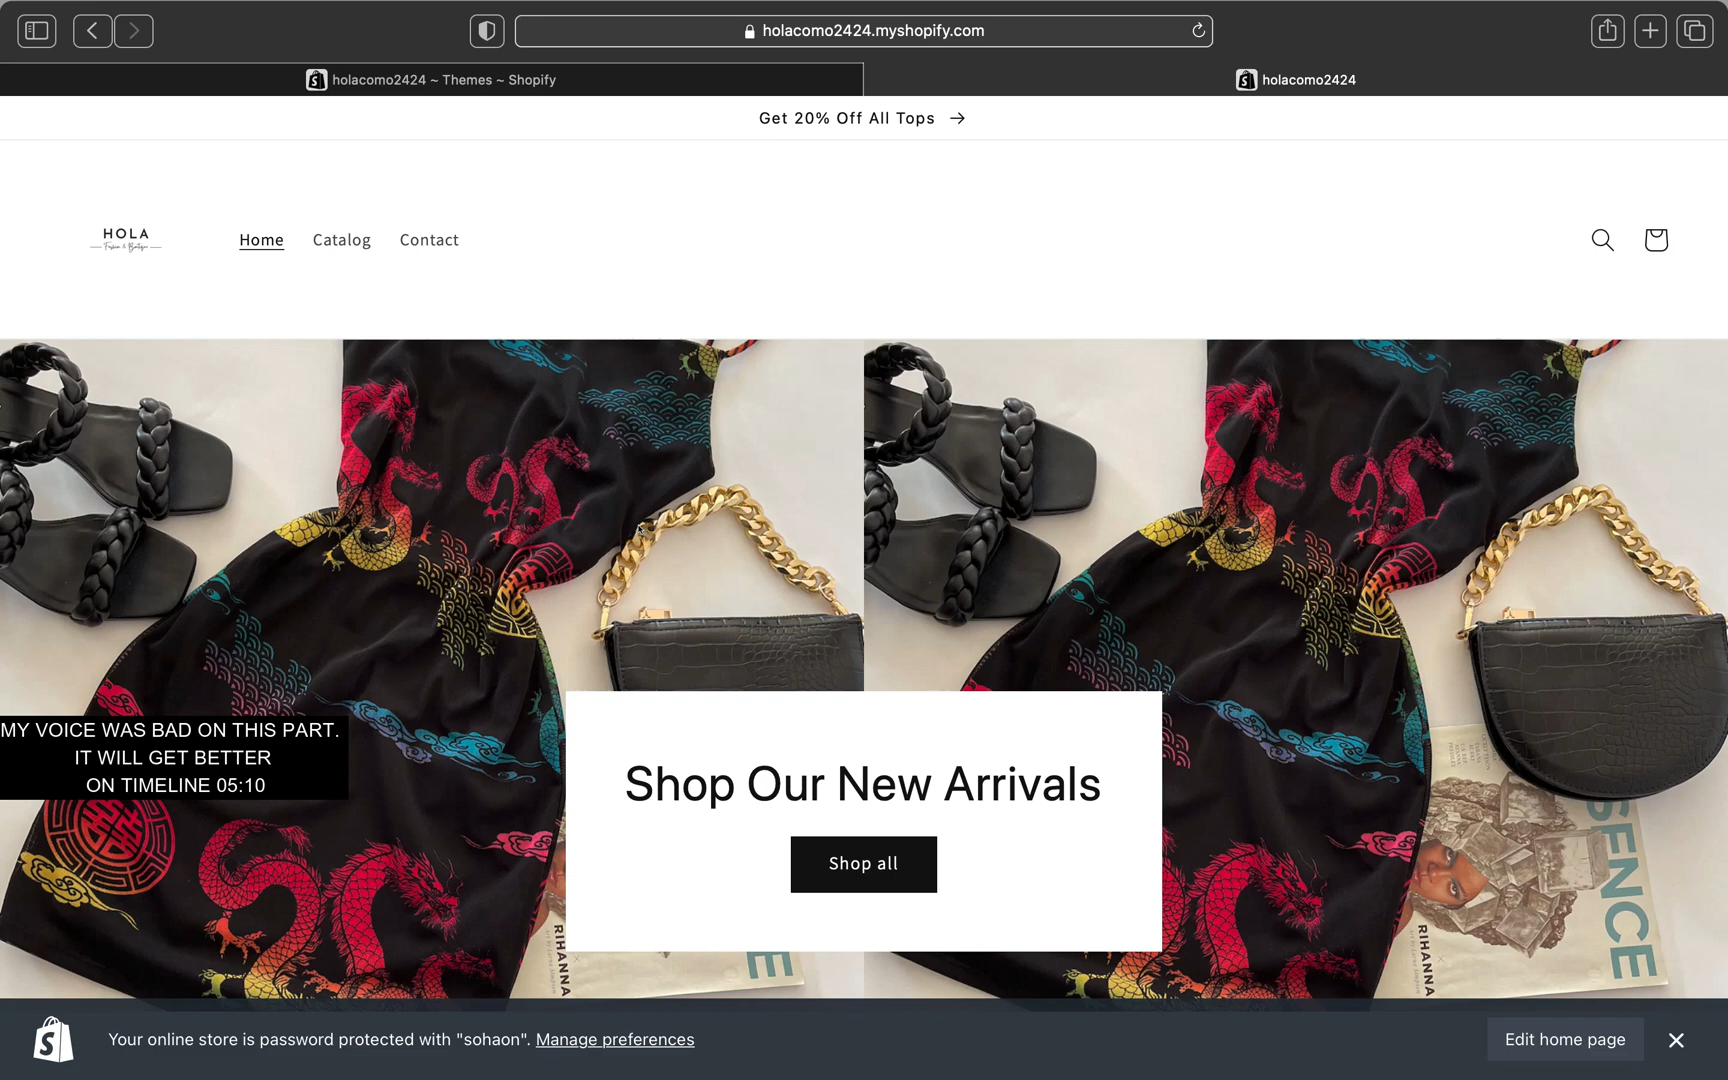 holacomo2424.myshopify.com
holacomo2424 ~ Themes ~ Shopify
holacomo2424
Get 20% Off All Tops →
HOLA
Home
Catalog
Contact
MY VOICE WAS BAD ON THIS PART.
IT WILL GET BETTER
ON TIMELINE 05:10
Shop Our New Arrivals
Shop all
RIHANNA
E
RIHANNA
SENCE
Your online store is password protected with "sohaon". Manage preferences
Edit home page